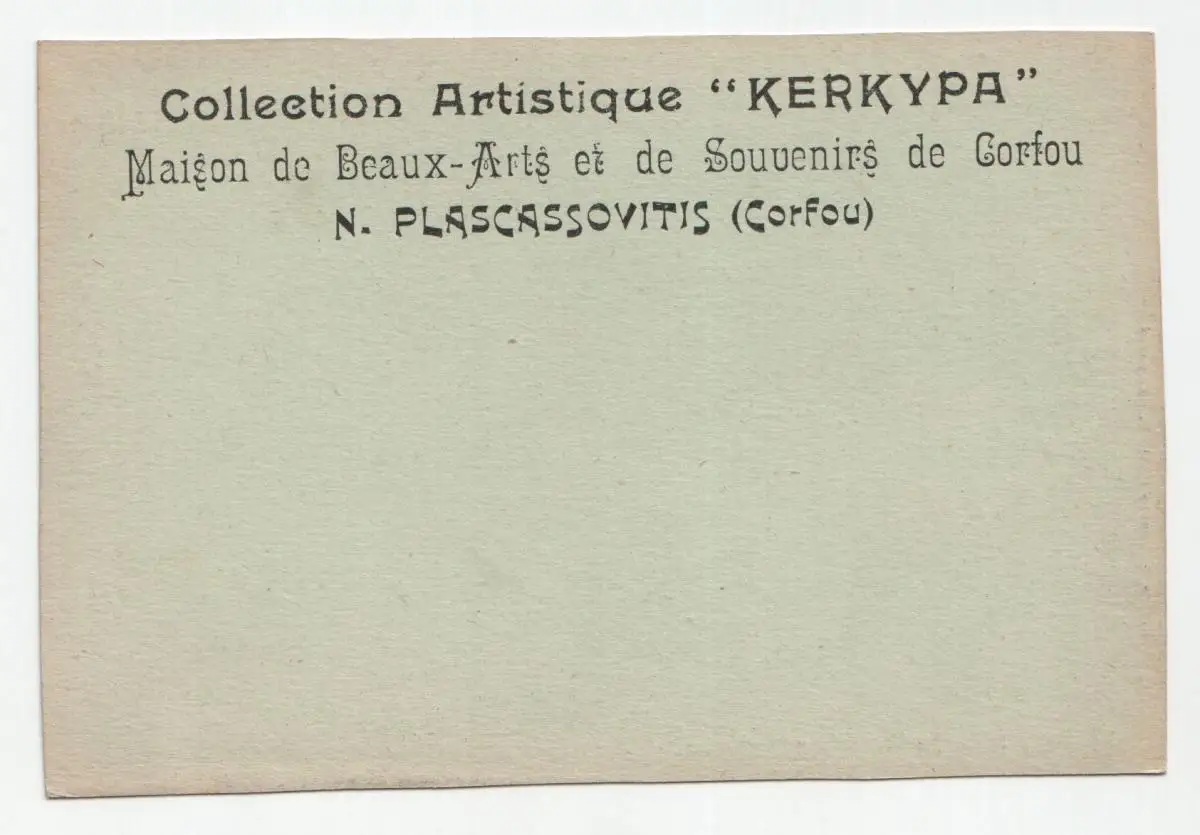 Collection Artistique “KERKYPA”
Maison de Beaux-Arts et de Souvenirs de Corfou
N. PLASCASSOVITIS (Corfou)